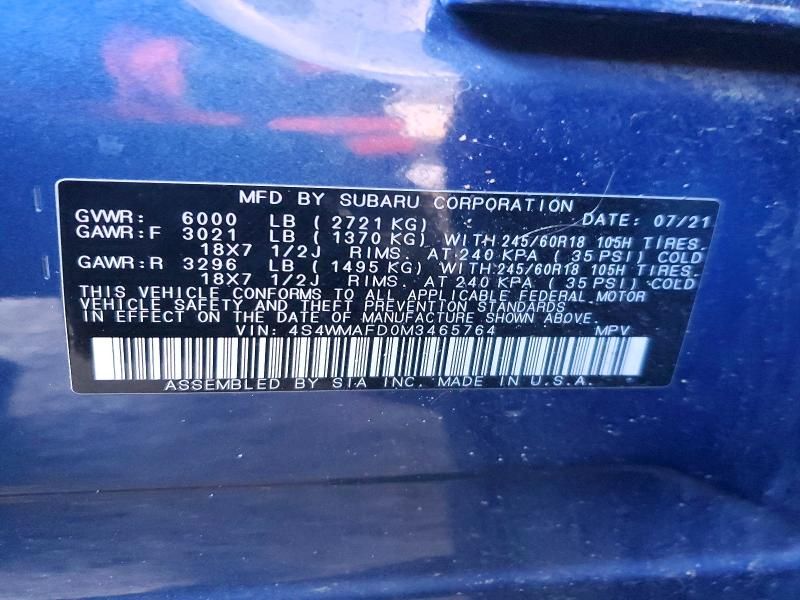 MFD BY SUBARU CORPORATION
GVWR: 6000 LB ( 2721 KG) DATE: 07/21
GAWR:F 3021 LB ( 1370 KG) WITH 245/60R18 105H TIRES,
18X7 1/2J RIMS, AT 240 KPA ( 35 PSI) COLD
GAWR:R 3296 LB ( 1495 KG) WITH 245/60R18 105H TIRES,
18X7 1/2J RIMS, AT 240 KPA ( 35 PSI) COLD
THIS VEHICLE CONFORMS TO ALL APPLICABLE FEDERAL MOTOR
VEHICLE SAFETY AND THEFT PREVENTION STANDARDS
IN EFFECT ON THE DATE OF MANUFACTURE SHOWN ABOVE.
VIN: 4S4WMAFD0M3465764 MPV
ASSEMBLED BY SIA INC. MADE IN U.S.A.